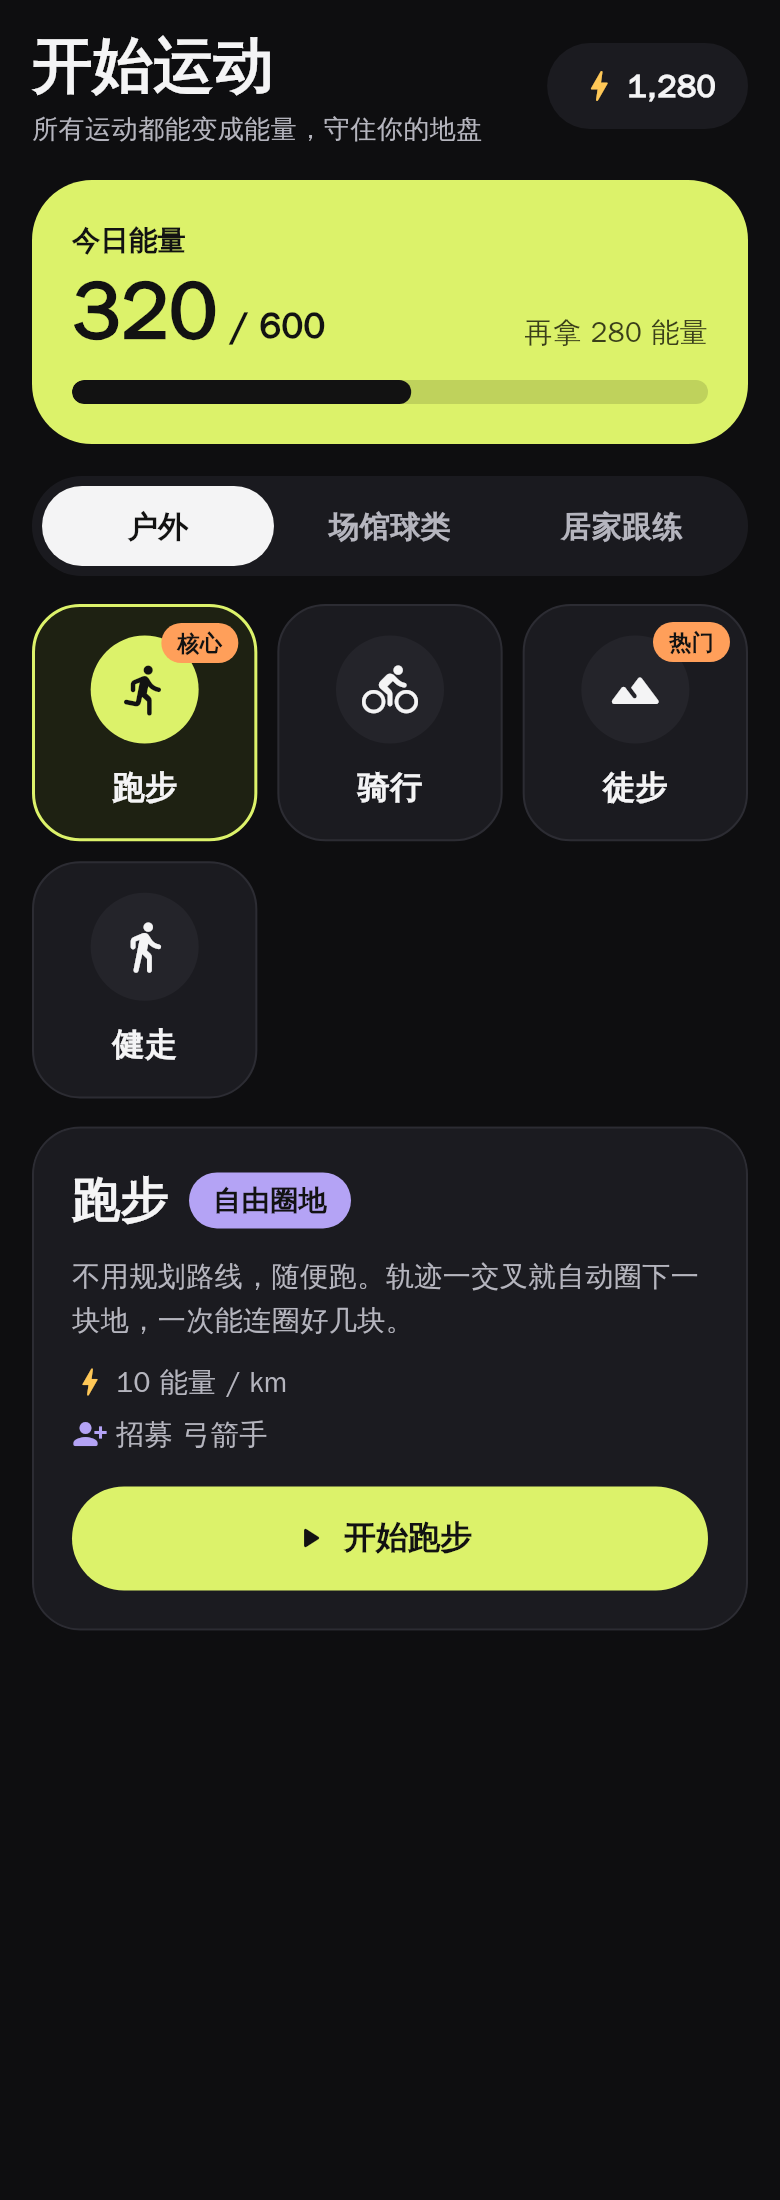 开始运动
1,280
所有运动都能变成能量，守住你的地盘
今日能量
320 / 600
再拿 280 能量
户外
场馆球类
居家跟练
核心
热门
跑步
骑行
徒步
健走
跑步
自由圈地
不用规划路线，随便跑。轨迹一交叉就自动圈下一
块地，一次能连圈好几块。
10 能量 / km
招募 弓箭手
开始跑步